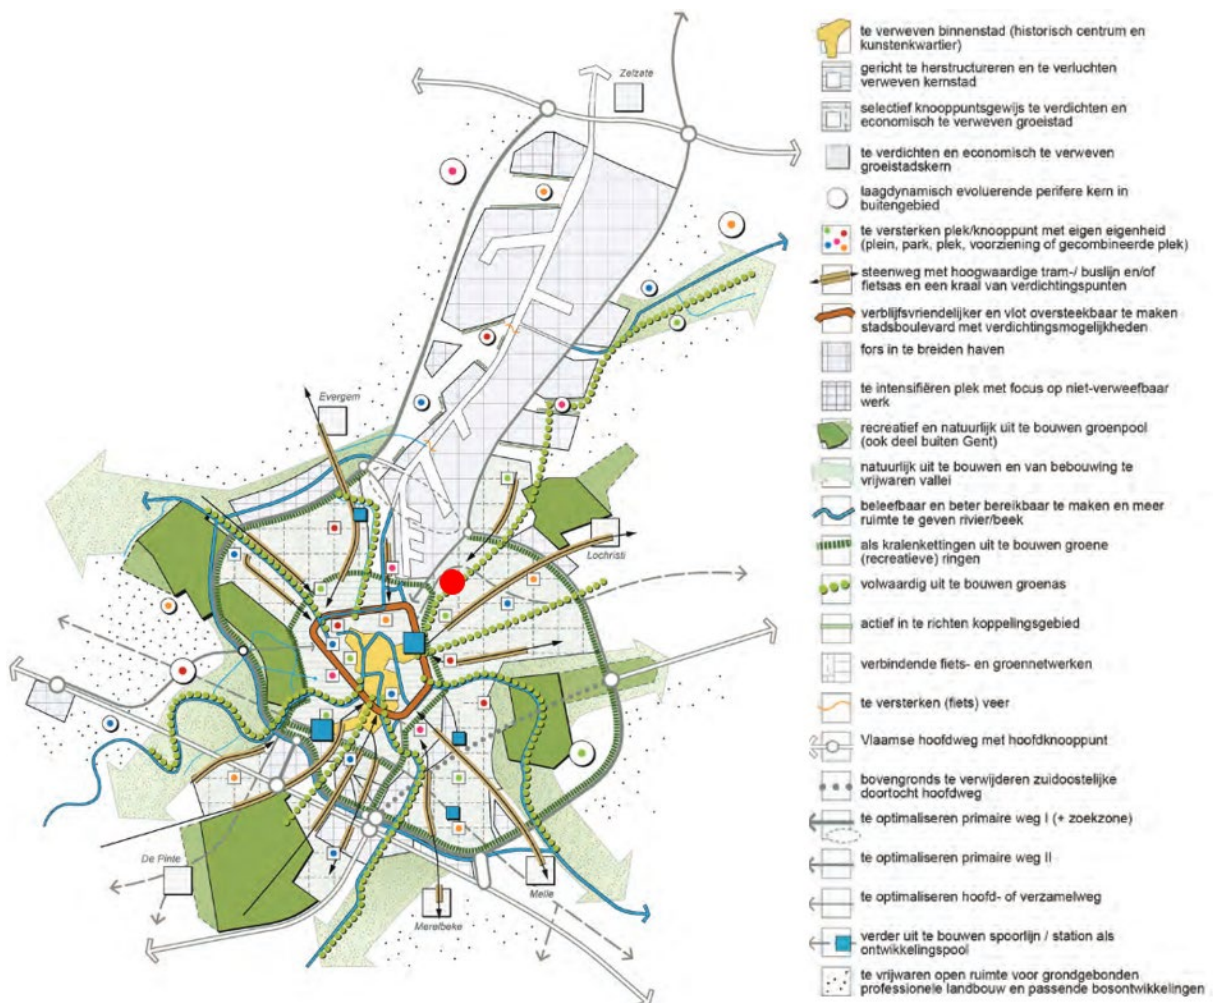 Zelzate
Evergem
Lochristi
De Pinte
Melle
Merelbeke
te verweven binnenstad (historisch centrum en
kunstenkwartier)
gericht te herstructureren en te verluchten
verweven kernstad
selectief knooppuntsgewijs te verdichten en
economisch te verweven groeistad
te verdichten en economisch te verweven
groeistadskern
laagdynamisch evoluerende perifere kern in
buitengebied
te versterken plek/knooppunt met eigen eigenheid
(plein, park, plek, voorziening of gecombineerde plek)
steenweg met hoogwaardige tram-/ buslijn en/of
fietsas en een kraal van verdichtingspunten
verblijfsvriendelijker en vlot oversteekbaar te maken
stadsboulevard met verdichtingsmogelijkheden
fors in te breiden haven
te intensifiëren plek met focus op niet-verweefbaar
werk
recreatief en natuurlijk uit te bouwen groenpool
(ook deel buiten Gent)
natuurlijk uit te bouwen en van bebouwing te
vrijwaren vallei
beleefbaar en beter bereikbaar te maken en meer
ruimte te geven rivier/beek
als kralenkettingen uit te bouwen groene
(recreatieve) ringen
volwaardig uit te bouwen groenas
actief in te richten koppelingsgebied
verbindende fiets- en groennetwerken
te versterken (fiets) veer
Vlaamse hoofdweg met hoofdknooppunt
bovengronds te verwijderen zuidoostelijke
doortocht hoofdweg
te optimaliseren primaire weg I (+ zoekzone)
te optimaliseren primaire weg II
te optimaliseren hoofd- of verzamelweg
verder uit te bouwen spoorlijn / station als
ontwikkelingspool
te vrijwaren open ruimte voor grondgebonden
professionele landbouw en passende bosontwikkelingen